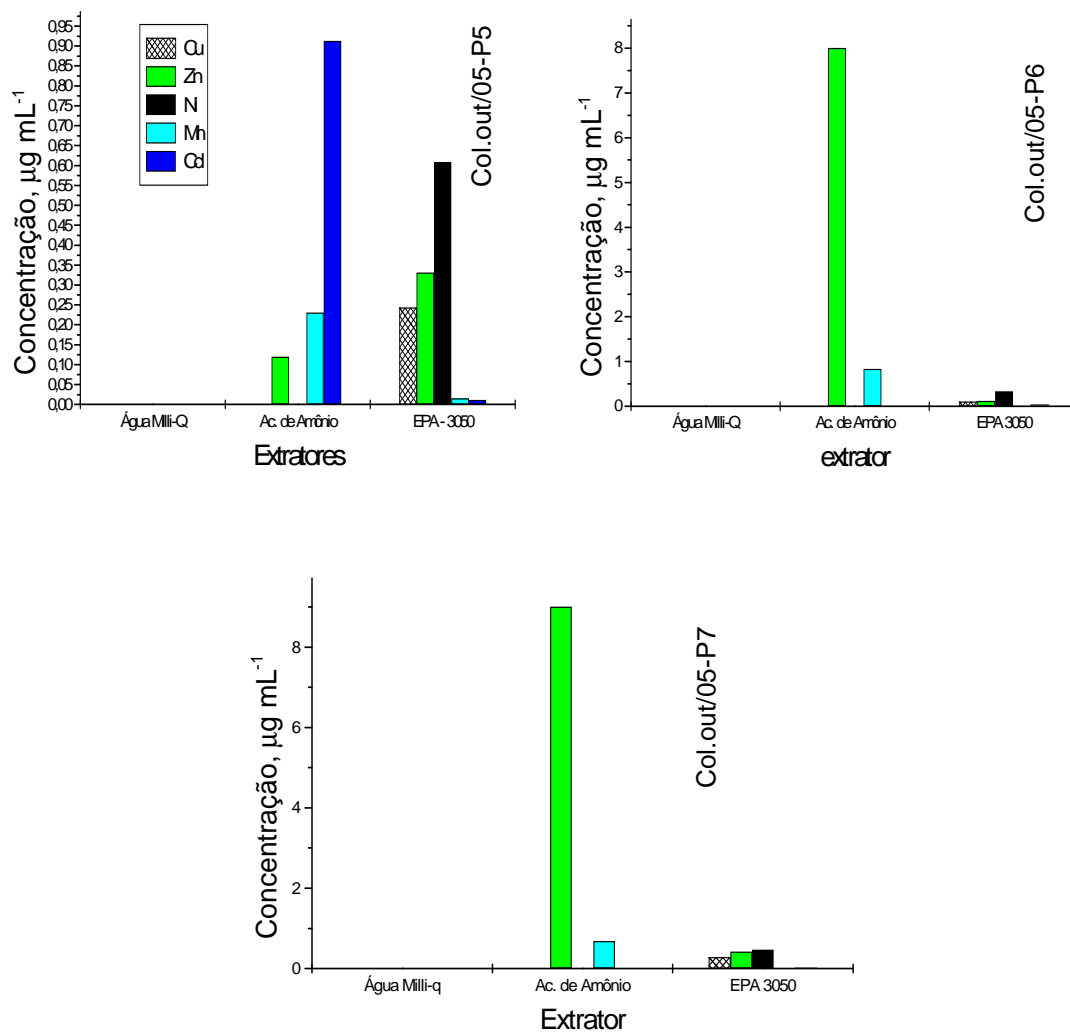 0,95
0,90
0,85
0,80
0,75
0,70
0,65
0,60
0,55
0,50
0,45
0,40
0,35
0,30
0,25
0,20
0,15
0,10
0,05
0,00
Concentração, µg mL⁻¹
Cu
Zn
Ni
Mn
Cd
Col.out/05-P5
Água Milli-Q Ac. de Amônio EPA - 3050
Extratores
8
7
6
5
4
3
2
1
0
Concentração, µg mL⁻¹
Col.out/05-P6
Água Milli-Q Ac. de Amônio EPA 3050
extrator
8
6
4
2
0
Concentração, µg mL⁻¹
Col.out/05-P7
Água Milli-q Ac. de Amônio EPA 3050
Extrator